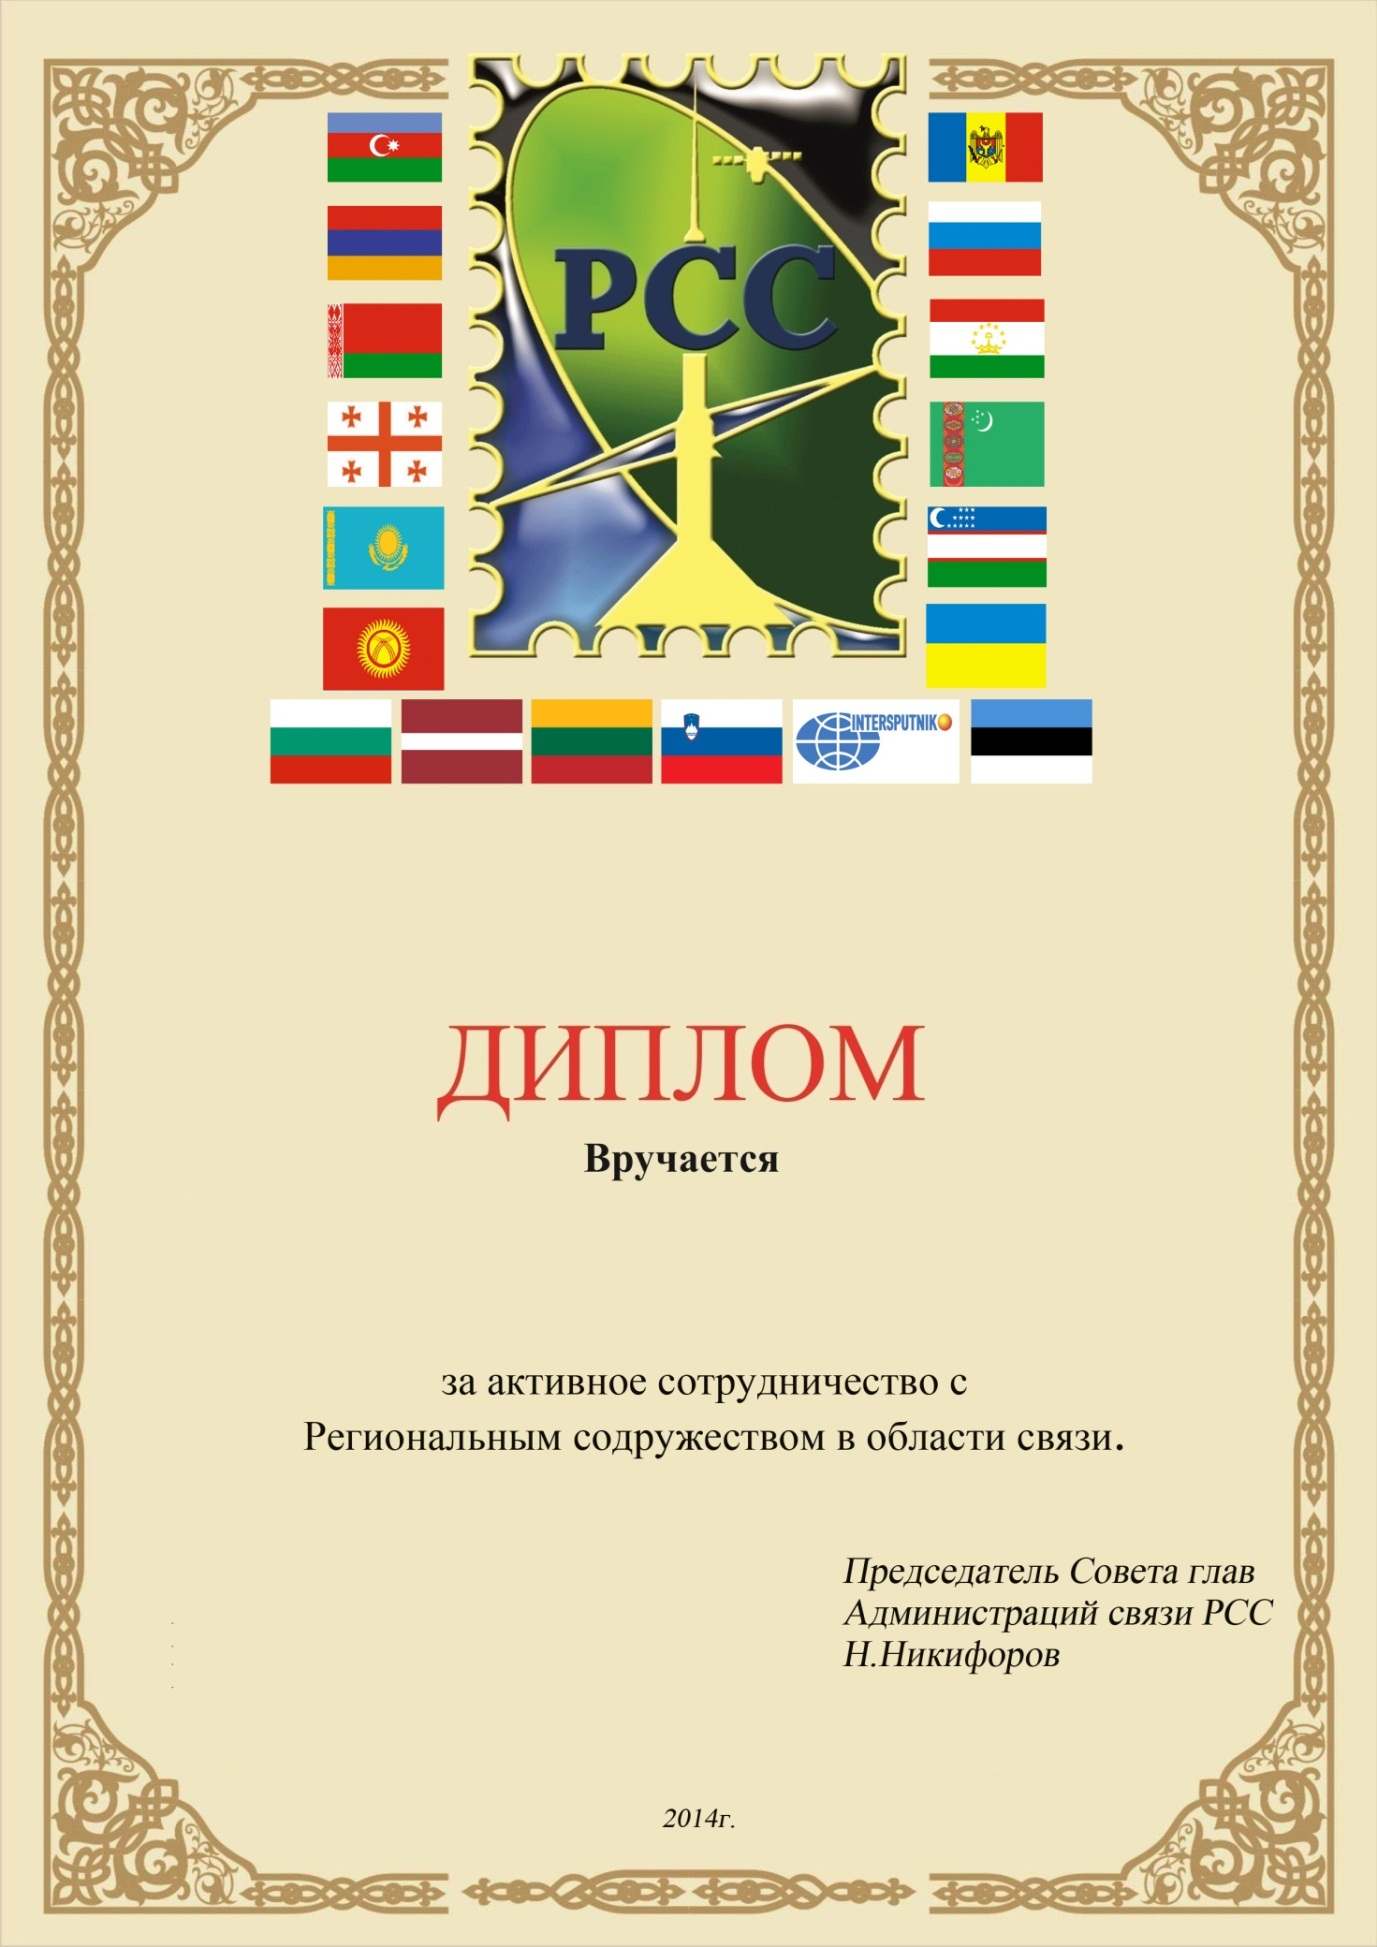 РСС
INTERSPUTNIK
ДИПЛОМ
Вручается
за активное сотрудничество с
Региональным содружеством в области связи.
Председатель Совета глав
Администраций связи РСС
Н.Никифоров
2014г.